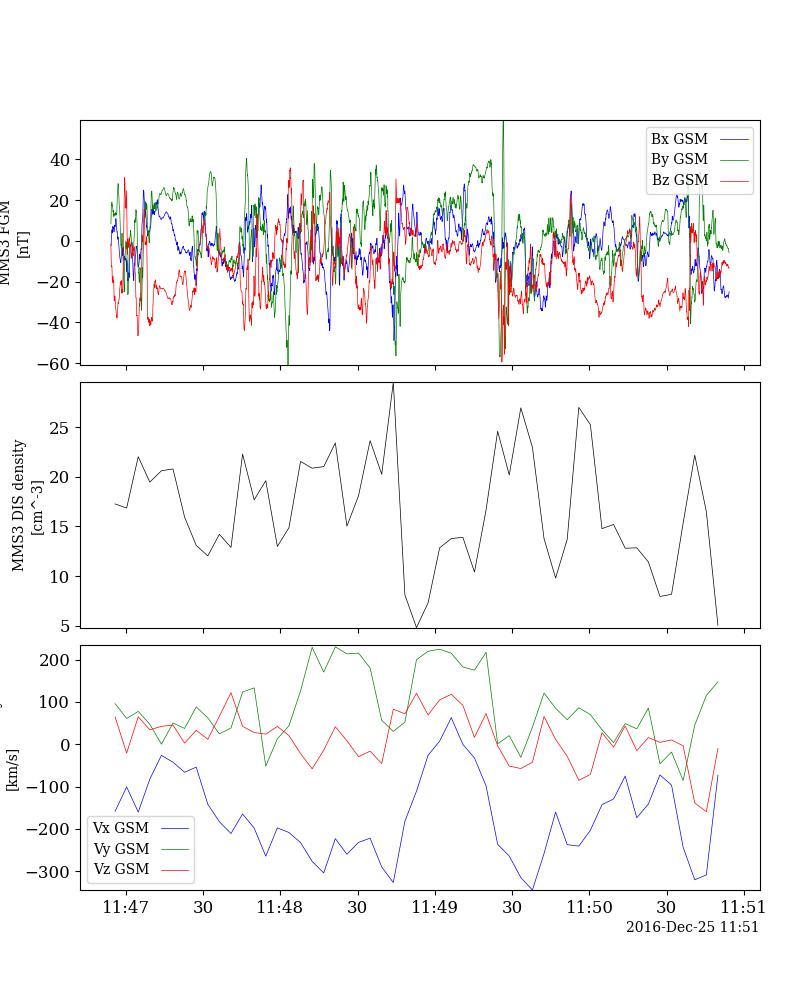 MMS3 FGM
[nT]
40
20
0
−20
−40
−60
Bx GSM
By GSM
Bz GSM
MMS3 DIS density
[cm^-3]
25
20
15
10
5
[km/s]
200
100
0
−100
−200
−300
Vx GSM
Vy GSM
Vz GSM
11:47 30 11:48 30 11:49 30 11:50 30 11:51
2016-Dec-25 11:51